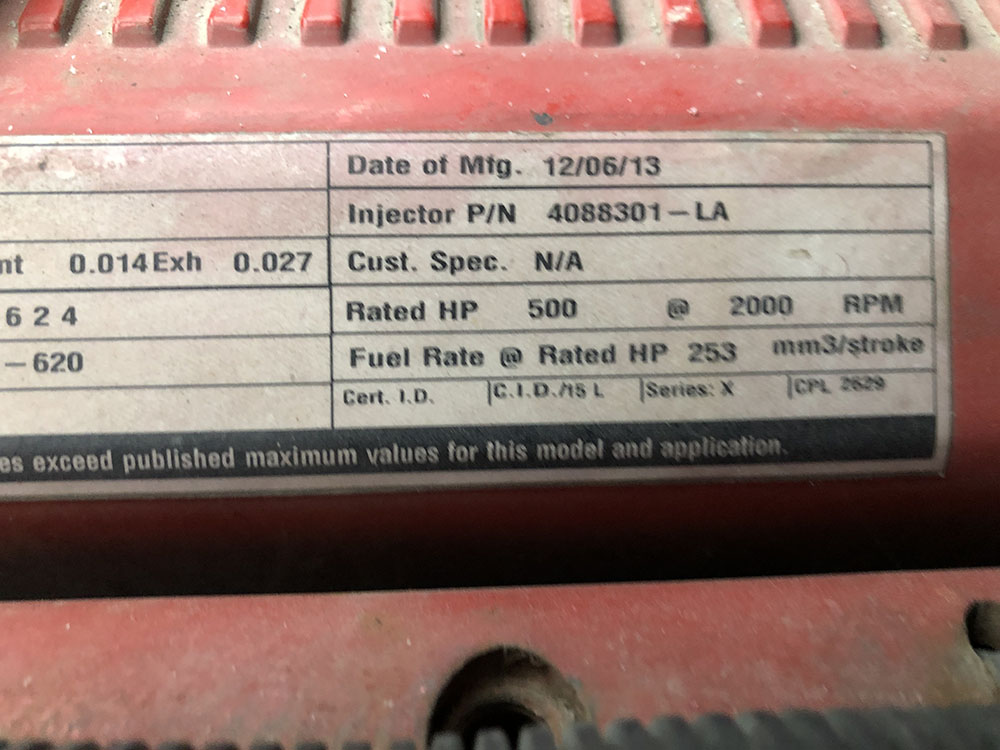 Date of Mfg. 12/06/13
Injector P/N 4088301-LA
nt 0.014 Exh 0.027 Cust. Spec. N/A
6 2 4 Rated HP 500 @ 2000 RPM
-620 Fuel Rate @ Rated HP 253 mm3/stroke
Cert. I.D. C.I.D./15 L Series: X CPL 2629
es exceed published maximum values for this model and application.